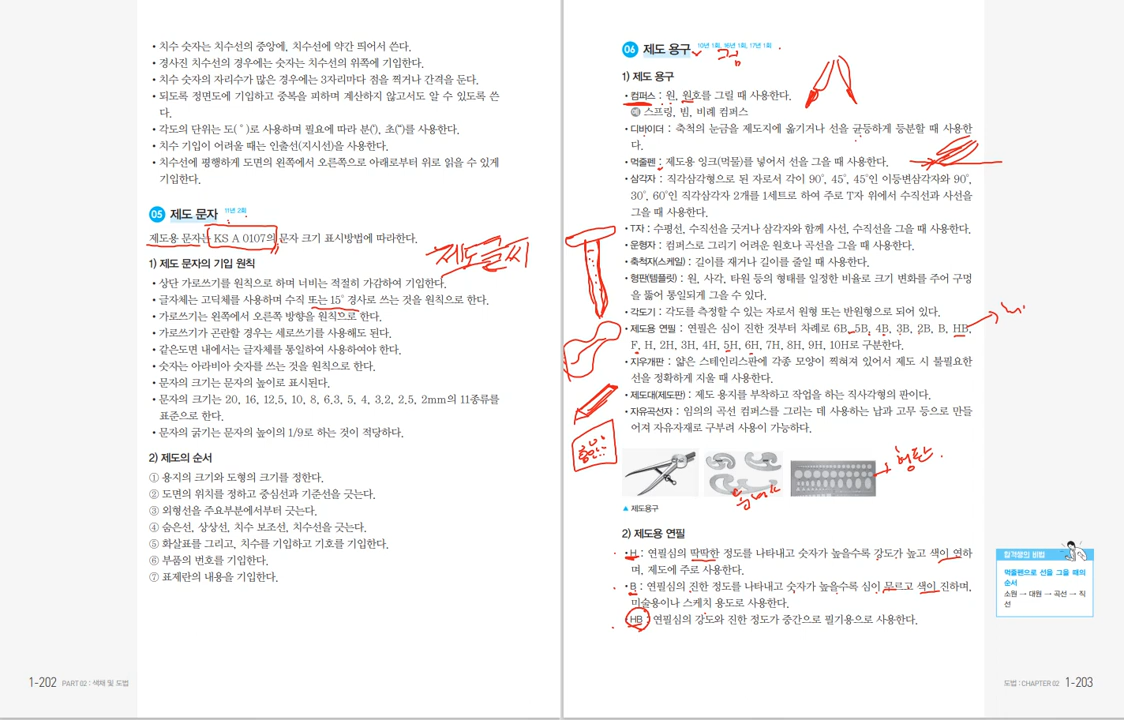 • 치수 숫자는 치수선의 중앙에, 치수선에 약간 띄어서 쓴다.
• 경사진 치수선의 경우에는 숫자는 치수선의 위쪽에 기입한다.
• 치수 숫자의 자리수가 많은 경우에는 3자리마다 점을 찍거나 간격을 둔다.
• 되도록 정면도에 기입하고 중복을 피하며 계산하지 않고서도 알 수 있도록 쓴
다.
• 각도의 단위는 도( ° )로 사용하며 필요에 따라 분(′), 초(″)를 사용한다.
• 치수 기입이 어려울 때는 인출선(지시선)을 사용한다.
• 치수선에 평행하게 도면의 왼쪽에서 오른쪽으로 아래로부터 위로 읽을 수 있게
기입한다.
05 제도 문자 11년 2회
제도용 문자는 KS A 0107의 문자 크기 표시방법에 따라한다.
제도글씨
1) 제도 문자의 기입 원칙
• 상단 가로쓰기를 원칙으로 하며 너비는 적절히 가감하여 기입한다.
• 글자체는 고딕체를 사용하며 수직 또는 15° 경사로 쓰는 것을 원칙으로 한다.
• 가로쓰기는 왼쪽에서 오른쪽 방향을 원칙으로 한다.
• 가로쓰기가 곤란할 경우는 세로쓰기를 사용해도 된다.
• 같은도면 내에서는 글자체를 통일하여 사용하여야 한다.
• 숫자는 아라비아 숫자를 쓰는 것을 원칙으로 한다.
• 문자의 크기는 문자의 높이로 표시된다.
• 문자의 크기는 20, 16, 12.5, 10, 8, 6.3, 5, 4, 3.2, 2.5, 2mm의 11종류를
표준으로 한다.
• 문자의 굵기는 문자의 높이의 1/9로 하는 것이 적당하다.
2) 제도의 순서
① 용지의 크기와 도형의 크기를 정한다.
② 도면의 위치를 정하고 중심선과 기준선을 긋는다.
③ 외형선을 주요부분에서부터 긋는다.
④ 숨은선, 상상선, 치수 보조선, 치수선을 긋는다.
⑤ 화살표를 그리고, 치수를 기입하고 기호를 기입한다.
⑥ 부품의 번호를 기입한다.
⑦ 표제란의 내용을 기입한다.
1-202 PART 02 : 색채 및 도법
06 제도 용구 10년 1회, 16년 1회, 17년 1회
그림
1) 제도 용구
• 컴퍼스 : 원, 원호를 그릴 때 사용한다.
예 스프링, 빔, 비례 컴퍼스
• 디바이더 : 축척의 눈금을 제도지에 옮기거나 선을 균등하게 등분할 때 사용한
다.
• 먹줄펜 : 제도용 잉크(먹물)를 넣어서 선을 그을 때 사용한다.
• 삼각자 : 직각삼각형으로 된 자로서 각이 90°, 45°, 45°인 이등변삼각자와 90°,
30°, 60°인 직각삼각자 2개를 1세트로 하여 주로 T자 위에서 수직선과 사선을
그을 때 사용한다.
• T자 : 수평선, 수직선을 긋거나 삼각자와 함께 사선, 수직선을 그을 때 사용한다.
• 운형자 : 컴퍼스로 그리기 어려운 원호나 곡선을 그을 때 사용한다.
• 축척자(스케일) : 길이를 재거나 길이를 줄일 때 사용한다.
• 형판(템플릿) : 원, 사각, 타원 등의 형태를 일정한 비율로 크기 변화를 주어 구멍
을 뚫어 통일되게 그을 수 있다.
• 각도기 : 각도를 측정할 수 있는 자로서 원형 또는 반원형으로 되어 있다.
• 제도용 연필 : 연필은 심이 진한 것부터 차례로 6B, 5B, 4B, 3B, 2B, B, HB,
F, H, 2H, 3H, 4H, 5H, 6H, 7H, 8H, 9H, 10H로 구분한다.
• 지우개판 : 얇은 스테인리스판에 각종 모양이 찍혀져 있어서 제도 시 불필요한
선을 정확하게 지울 때 사용한다.
• 제도대(제도판) : 제도 용지를 부착하고 작업을 하는 직사각형의 판이다.
• 자유곡선자 : 임의의 곡선 컴퍼스를 그리는 데 사용하는 납과 고무 등으로 만들
어져 자유자재로 구부려 사용이 가능하다.
형판
▲ 제도용구
2) 제도용 연필
• H : 연필심의 딱딱한 정도를 나타내고 숫자가 높을수록 강도가 높고 색이 연하
며, 제도에 주로 사용한다.
• B : 연필심의 진한 정도를 나타내고 숫자가 높을수록 심이 무르고 색이 진하며,
미술용이나 스케치 용도로 사용한다.
• HB : 연필심의 강도와 진한 정도가 중간으로 필기용으로 사용한다.
합격생의 비법
먹줄펜으로 선을 그을 때의
순서
소원 → 대원 → 곡선 → 직
선
도법 : CHAPTER 02 1-203